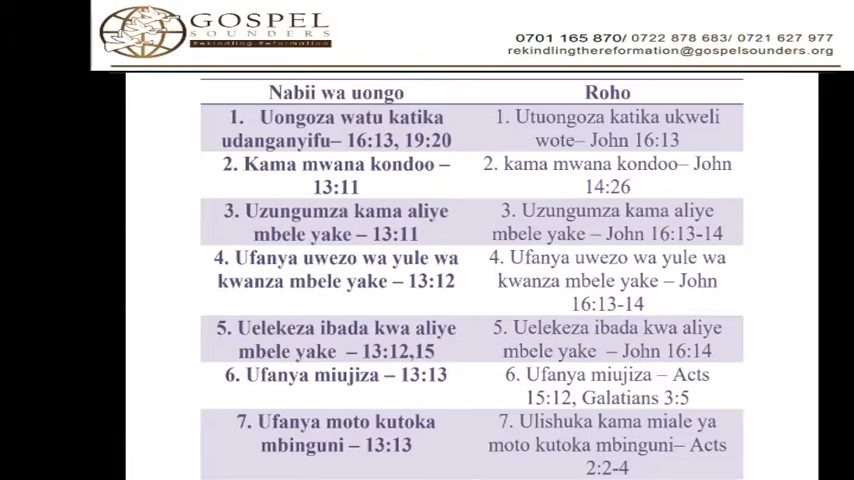 GOSPEL
SOUNDERS
#Rekindling #Reformation
0701 165 870/ 0722 878 683/ 0721 627 977
rekindlingthereformation@gospelsounders.org
Nabii wa uongo
Roho
1. Uongoza watu katika
udanganyifu– 16:13, 19:20
1. Utuongoza katika ukweli
wote– John 16:13
2. Kama mwana kondoo –
13:11
2. kama mwana kondoo– John
14:26
3. Uzungumza kama aliye
mbele yake – 13:11
3. Uzungumza kama aliye
mbele yake – John 16:13-14
4. Ufanya uwezo wa yule wa
kwanza mbele yake – 13:12
4. Ufanya uwezo wa yule wa
kwanza mbele yake – John
16:13-14
5. Uelekeza ibada kwa aliye
mbele yake – 13:12,15
5. Uelekeza ibada kwa aliye
mbele yake – John 16:14
6. Ufanya miujiza – 13:13
6. Ufanya miujiza – Acts
15:12, Galatians 3:5
7. Ufanya moto kutoka
mbinguni – 13:13
7. Ulishuka kama miale ya
moto kutoka mbinguni– Acts
2:2-4